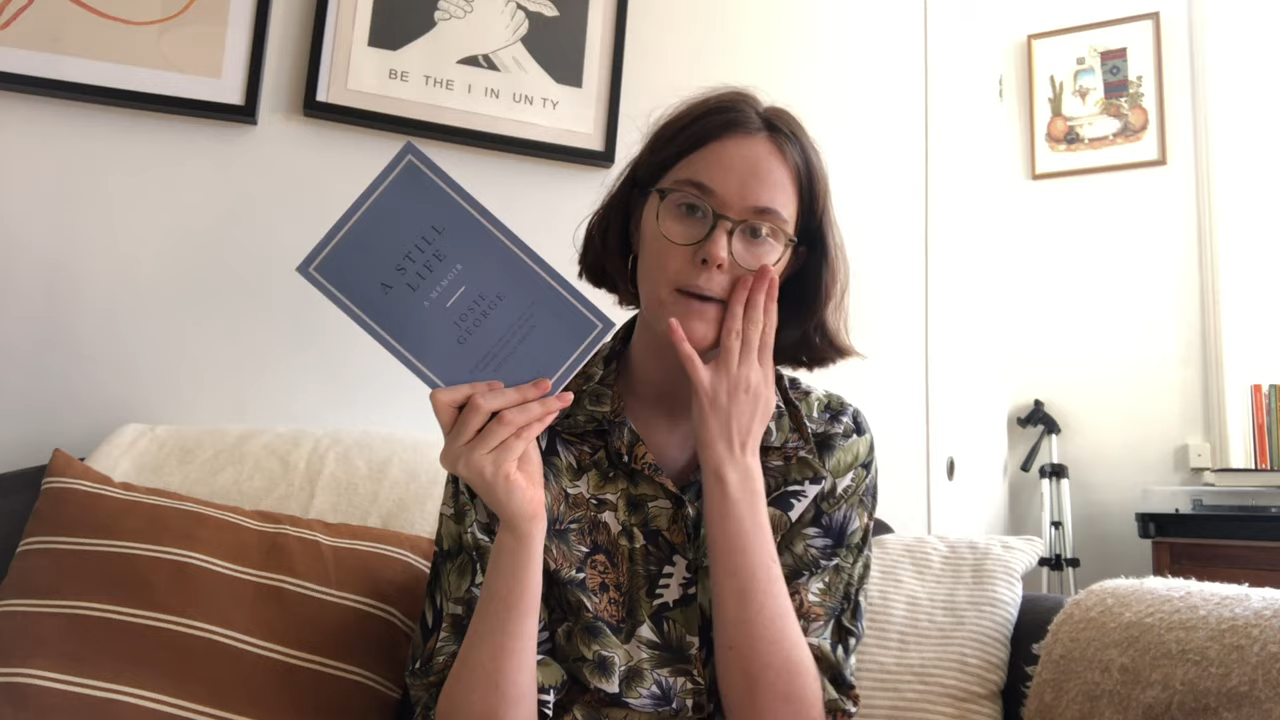 BE THE I IN UN TY
A STILL
LIFE
A MEMOIR
JOSIE
GEORGE